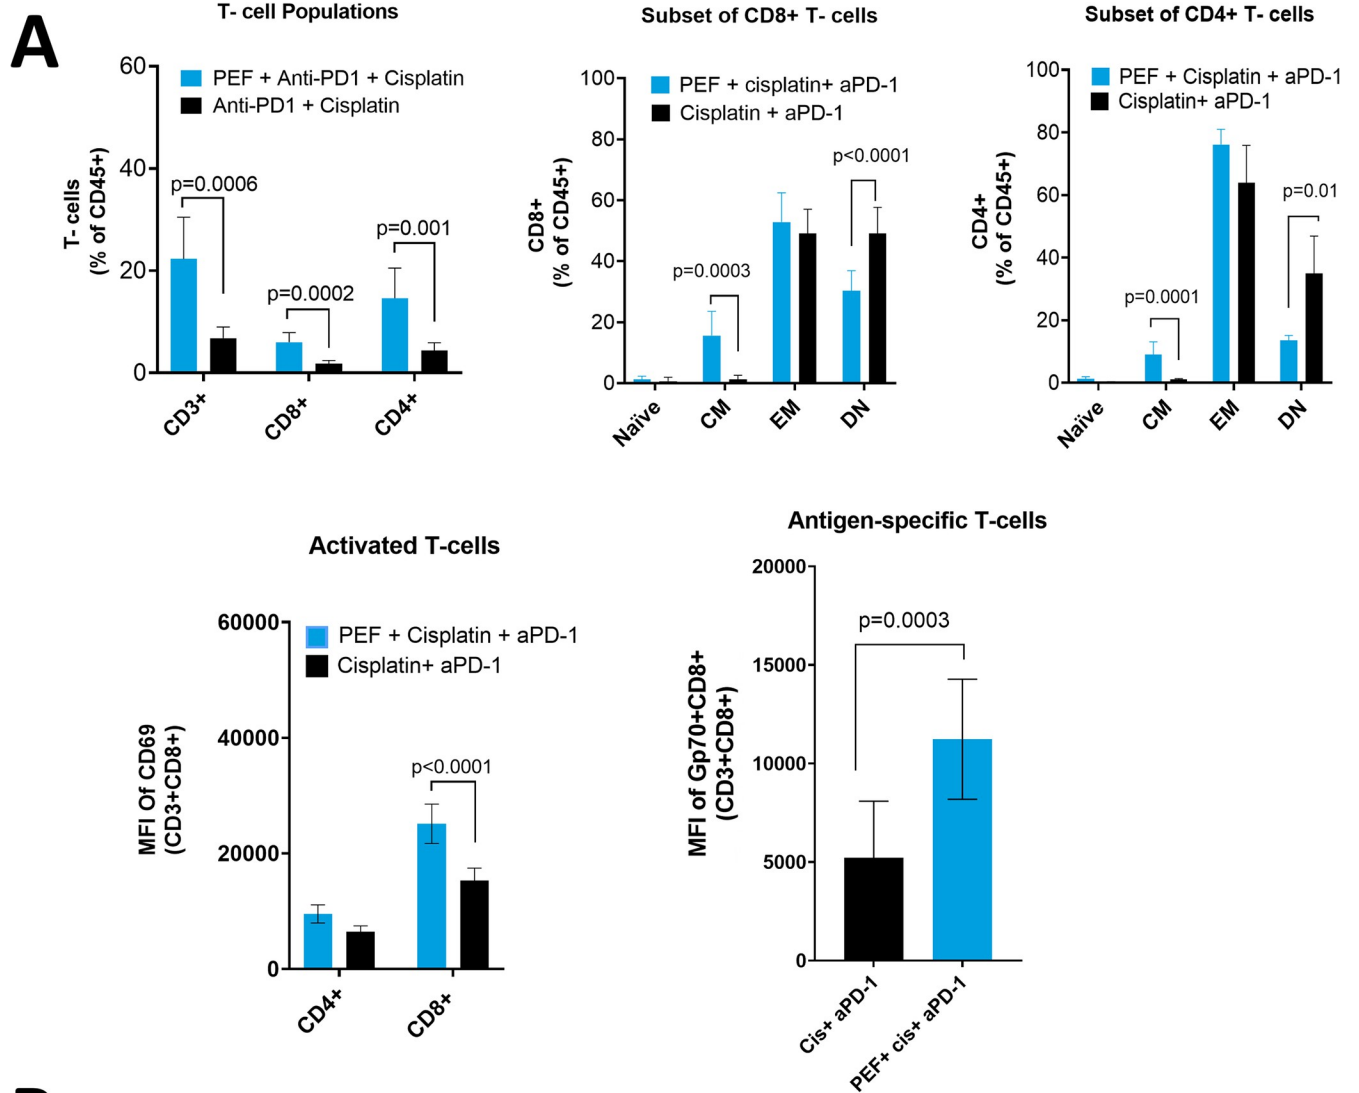 A
T- cell Populations
60
40
20
0
T- cells
(% of CD45+)
PEF + Anti-PD1 + Cisplatin
Anti-PD1 + Cisplatin
p=0.0006
p=0.0002
p=0.001
CD3+
CD8+
CD4+
Subset of CD8+ T- cells
100
80
60
40
20
0
CD8+
(% of CD45+)
PEF + cisplatin+ aPD-1
Cisplatin + aPD-1
p=0.0003
p<0.0001
Naïve
CM
EM
DN
Subset of CD4+ T- cells
100
80
60
40
20
0
CD4+
(% of CD45+)
PEF + Cisplatin + aPD-1
Cisplatin+ aPD-1
p=0.0001
p=0.01
Naïve
CM
EM
DN
Activated T-cells
60000
40000
20000
0
MFI Of CD69
(CD3+CD8+)
PEF + Cisplatin + aPD-1
Cisplatin+ aPD-1
p<0.0001
CD4+
CD8+
Antigen-specific T-cells
20000
15000
10000
5000
0
MFI of Gp70+CD8+
(CD3+CD8+)
p=0.0003
Cis+ aPD-1
PEF+ cis+ aPD-1